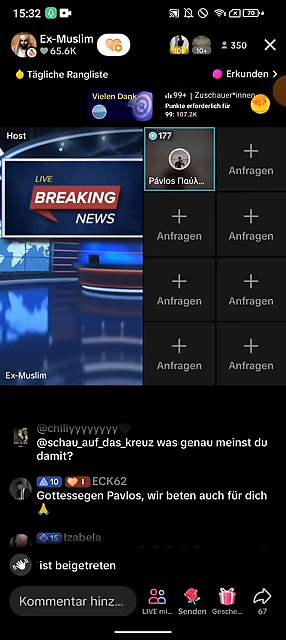 15:32
70
Ex-Muslim
65.6K
10+
350
Tägliche Rangliste
Erkunden >
Vielen Dank
99+ | Zuschauer*innen
Punkte erforderlich für
99: 107.2K
Host
LIVE
BREAKING
NEWS
Ex-Muslim
177
Pávlos Παύλ...
Anfragen
Anfragen
Anfragen
Anfragen
Anfragen
Anfragen
Anfragen
@chillyyyyyyyy
@schau_auf_das_kreuz was genau meinst du
damit?
10 1 ECK62
Gottessegen Pavlos, wir beten auch für dich
15 Izabela
ist beigetreten
Kommentar hinz...
LIVE mi...
Senden
Gesche...
67